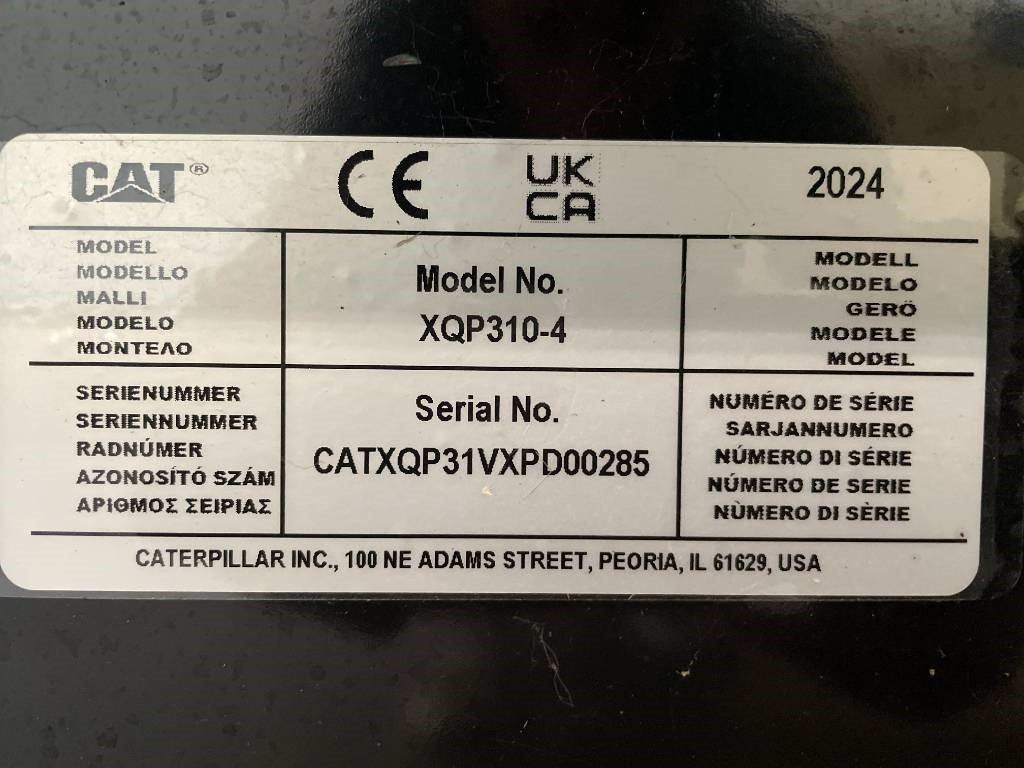 CAT® CE UK CA 2024
MODEL
MODELLO
MALLI
MODELO
ΜΟΝΤΕΛΟ
Model No.
XQP310-4
MODELL
MODELO
GERÖ
MODELE
MODEL
SERIENUMMER
SERIENNUMMER
RADNÚMER
AZONOSÍTÓ SZÁM
ΑΡΙΘΜΟΣ ΣΕΙΡΙΑΣ
Serial No.
CATXQP31VXPD00285
NUMÉRO DE SÉRIE
SARJANNUMERO
NÚMERO DI SÉRIE
NÚMERO DE SERIE
NÙMERO DI SÈRIE
CATERPILLAR INC., 100 NE ADAMS STREET, PEORIA, IL 61629, USA